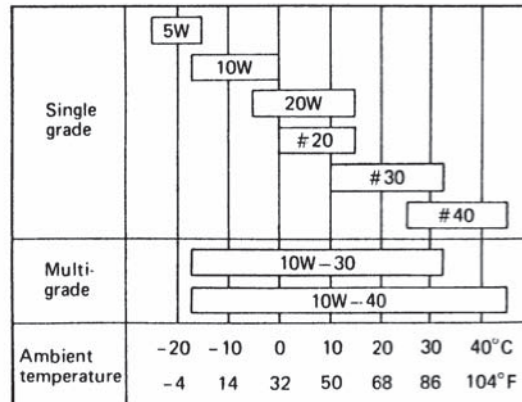 5W
10W
20W
Single
grade
#20
#30
#40
Multi-
grade
10W-30
10W-40
Ambient
temperature
-20 -10 0 10 20 30 40°C
-4 14 32 50 68 86 104°F